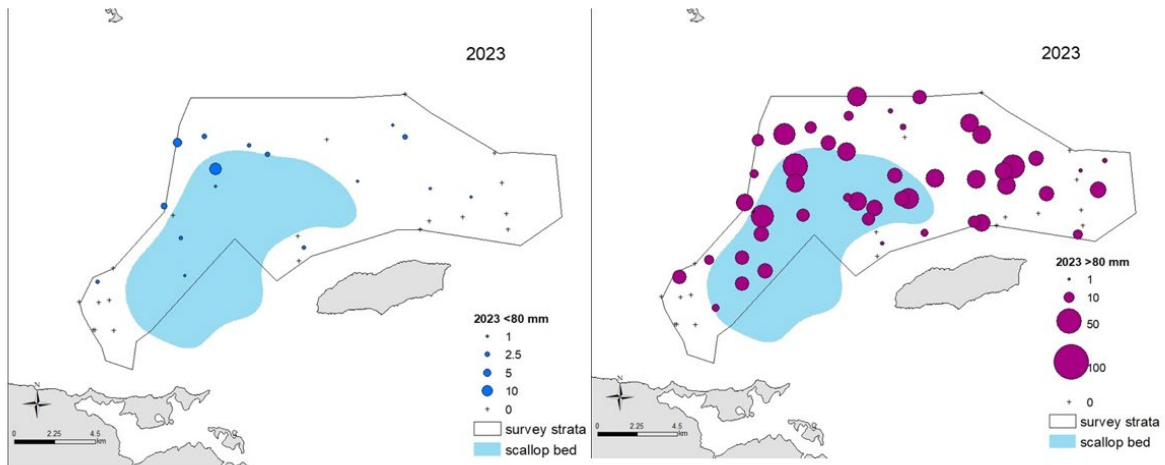 2023
2023 <80 mm
1
2.5
5
10
0
survey strata
scallop bed
N
0 2.25 4.5
km
2023
2023 >80 mm
1
10
50
100
0
survey strata
scallop bed
N
0 2.25 4.5
km